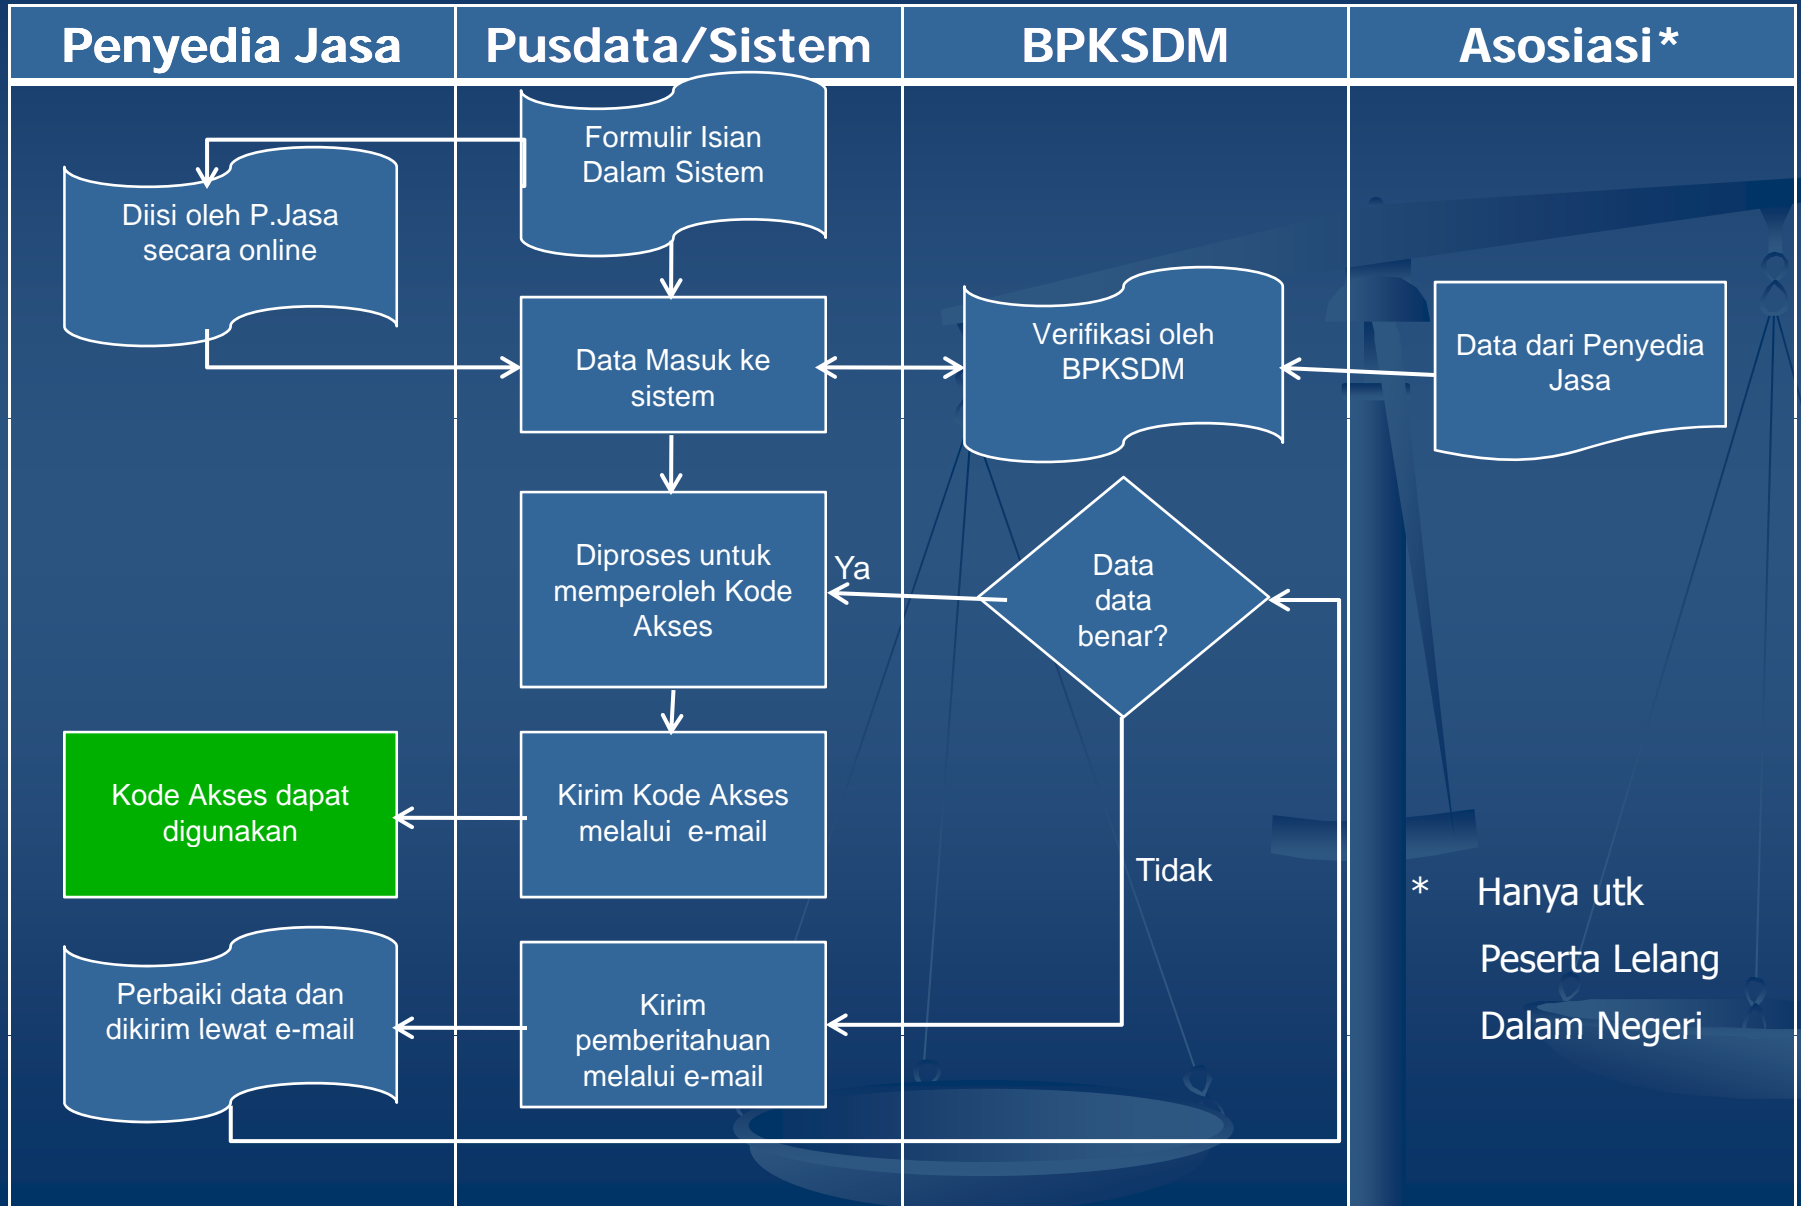 Penyedia Jasa
Pusdata/Sistem
BPKSDM
Asosiasi*
Formulir Isian
Dalam Sistem
Diisi oleh P.Jasa
secara online
Data Masuk ke
sistem
Verifikasi oleh
BPKSDM
Data dari Penyedia
Jasa
Diproses untuk
memperoleh Kode
Akses
Ya
Data
data
benar?
Kode Akses dapat
digunakan
Kirim Kode Akses
melalui e-mail
Tidak
* Hanya utk
Peserta Lelang
Dalam Negeri
Perbaiki data dan
dikirim lewat e-mail
Kirim
pemberitahuan
melalui e-mail